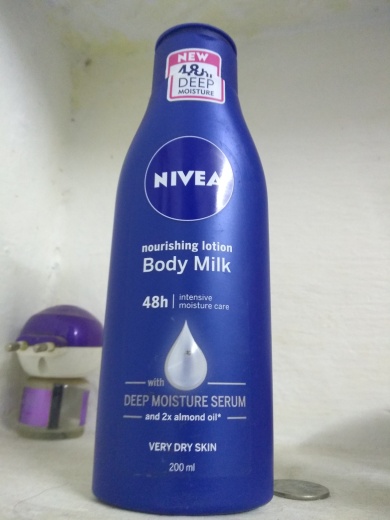 NEW
48h
DEEP
MOISTURE
NIVEA
nourishing lotion
Body Milk
48h | intensive
moisture care
with
DEEP MOISTURE SERUM
and 2x almond oil*
VERY DRY SKIN
200 ml